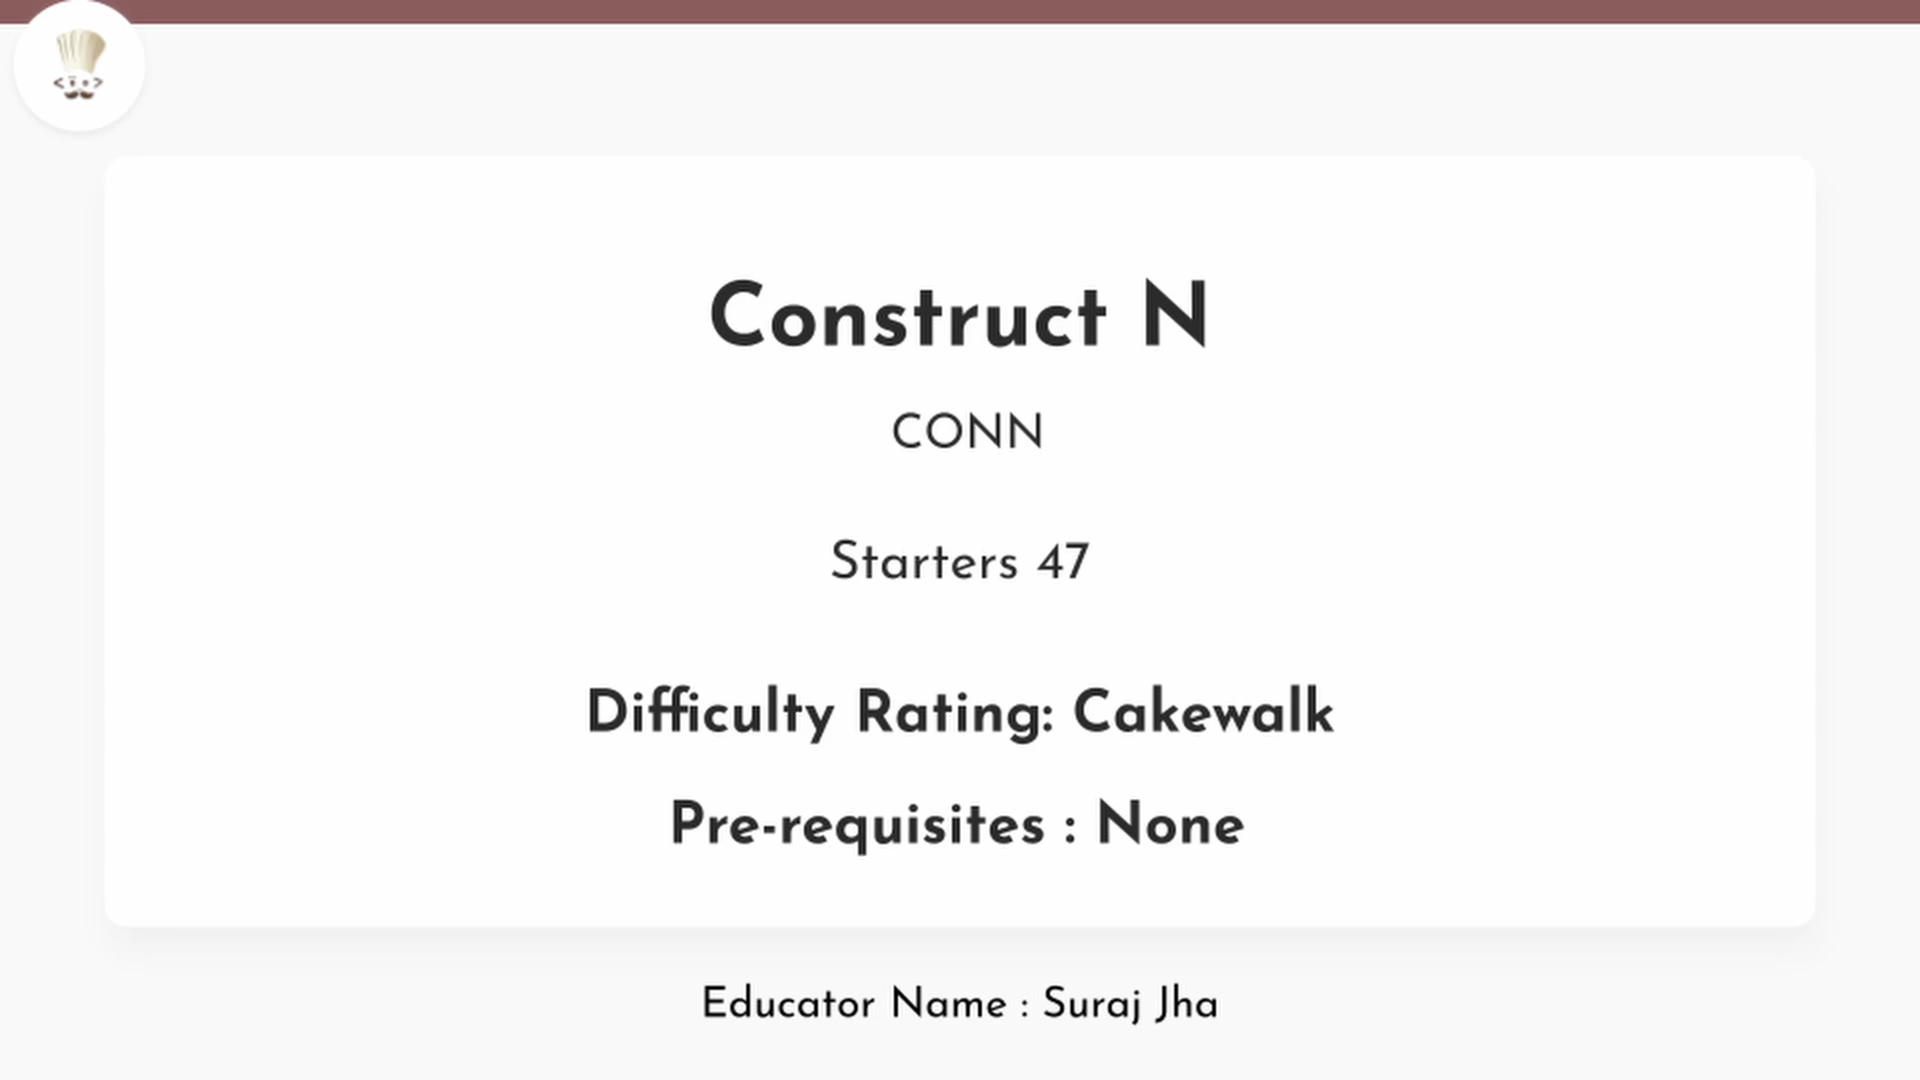 Construct N
CONN
Starters 47
Difficulty Rating: Cakewalk
Pre-requisites : None
Educator Name : Suraj Jha